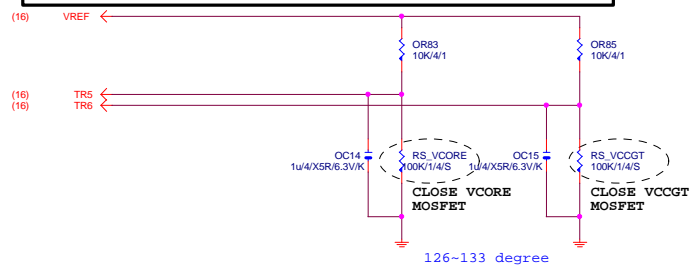 (16) VREF
OR83 OR85
10K/4/1 10K/4/1
(16) TR5
(16) TR6
OC14 RS_VCORE OC15 RS_VCCGT
1u/4/X5R/6.3V/K 100K/1/4/S 1u/4/X5R/6.3V/K 100K/1/4/S
CLOSE VCORE CLOSE VCCGT
MOSFET MOSFET
126~133 degree